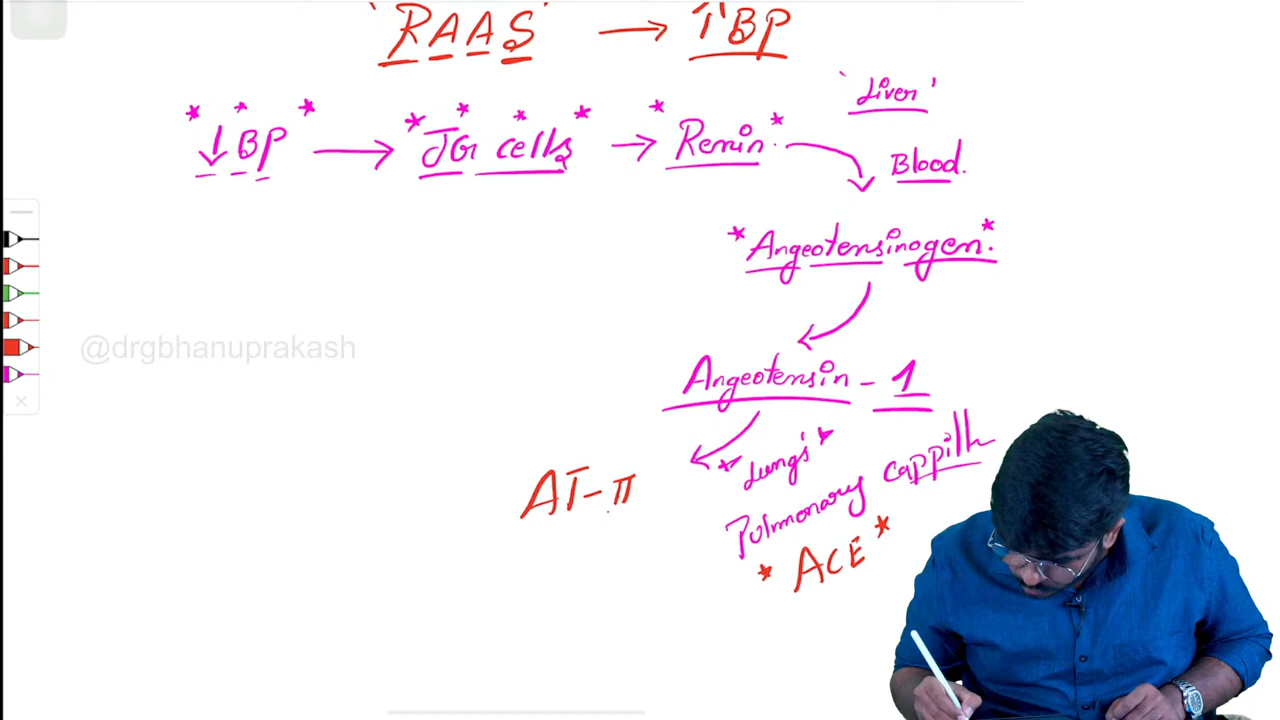 'RAAS' → ↑BP
* * * * * * * * *
↓BP → JG cells → Renin.
'Liver'
Blood.
*Angeotensinogen.*
Angeotensin - 1
*Lungs*
Pulmonary cappill
*ACE*
AT-II
@drgbhanuprakash